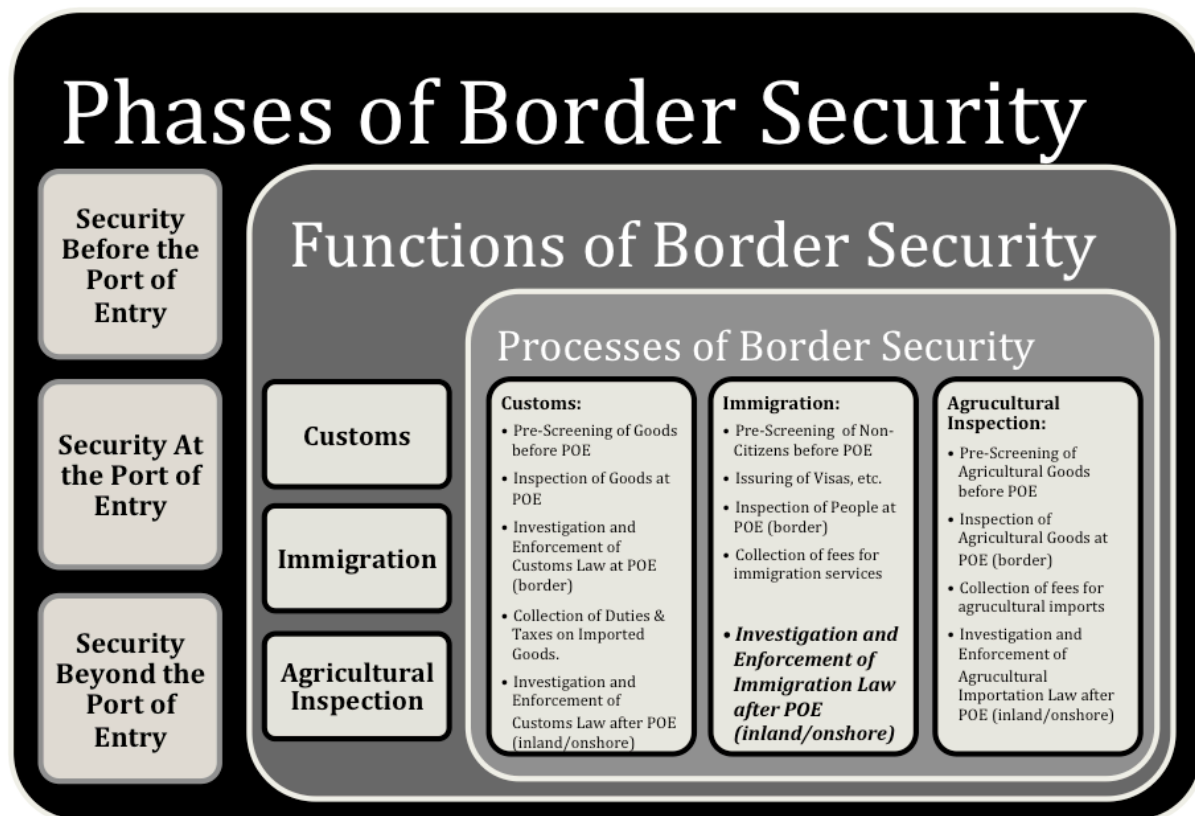 Phases of Border Security
Security
Before the
Port of
Entry
Security At
the Port of
Entry
Security
Beyond the
Port of
Entry
Functions of Border Security
Customs
Immigration
Agricultural
Inspection
Processes of Border Security
Customs:
• Pre-Screening of Goods
before POE
• Inspection of Goods at
POE
• Investigation and
Enforcement of
Customs Law at POE
(border)
• Collection of Duties &
Taxes on Imported
Goods.
• Investigation and
Enforcement of
Customs Law after POE
(inland/onshore)
Immigration:
• Pre-Screening of Non-
Citizens before POE
• Issuring of Visas, etc.
• Inspection of People at
POE (border)
• Collection of fees for
immigration services
• Investigation and
Enforcement of
Immigration Law
after POE
(inland/onshore)
Agrucultural
Inspection:
• Pre-Screening of
Agricultural Goods
before POE
• Inspection of
Agricultural Goods at
POE (border)
• Collection of fees for
agrucultural imports
• Investigation and
Enforcement of
Agrucultural
Importation Law after
POE (inland/onshore)